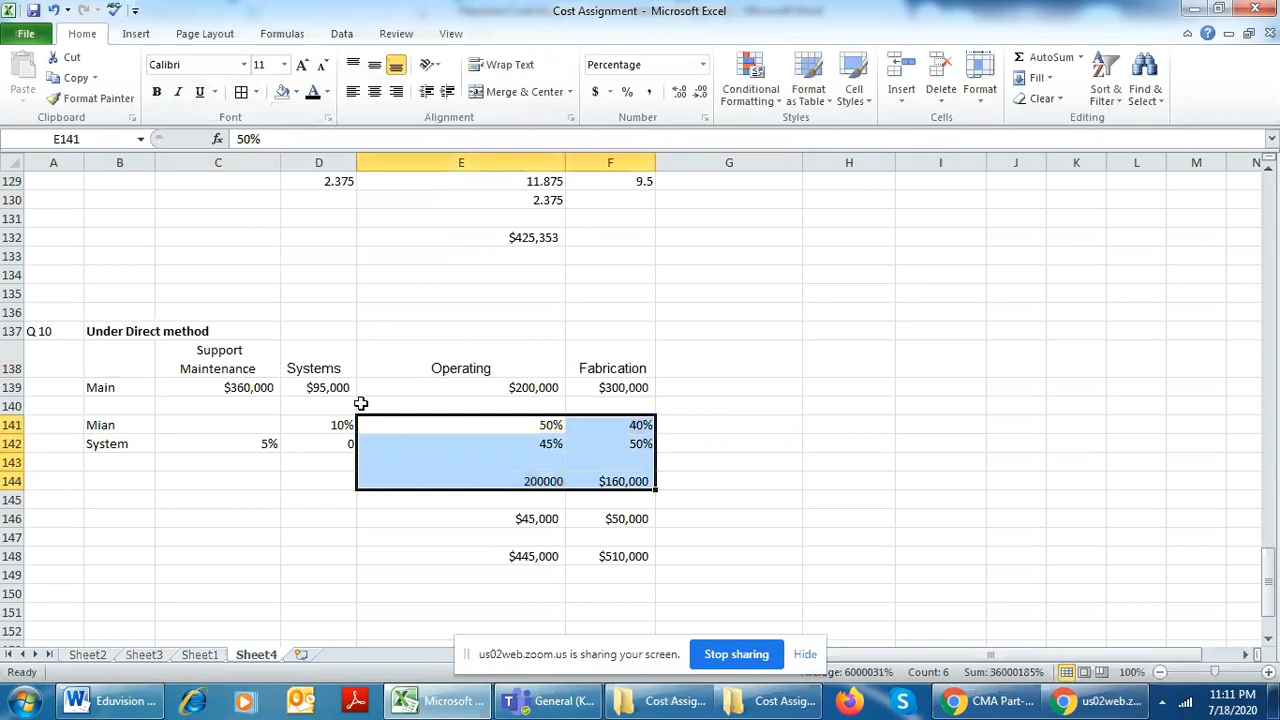 Cost Assignment - Microsoft Excel
File Home Insert Page Layout Formulas Data Review View
Paste
Cut
Copy
Format Painter
Clipboard
Calibri 11
B I U
Font
Wrap Text
Merge & Center
Alignment
Percentage
$ % ,
Number
Conditional Formatting
Format as Table
Cell Styles
Styles
Insert
Delete
Format
Cells
AutoSum
Fill
Clear
Sort & Filter
Find & Select
Editing
E141 fx 50%
A B C D E F G H I J K L M N
129 2.375 11.875 9.5
130 2.375
131
132 $425,353
133
134
135
136
137 Q 10 Under Direct method
138 Support Maintenance Systems Operating Fabrication
139 Main $360,000 $95,000 $200,000 $300,000
140
141 Mian 10% 50% 40%
142 System 5% 0 45% 50%
143
144 200000 $160,000
145
146 $45,000 $50,000
147
148 $445,000 $510,000
149
150
151
152
us02web.zoom.us is sharing your screen. Stop sharing Hide
Sheet2 Sheet3 Sheet1 Sheet4
Ready Average: 6000031% Count: 6 Sum: 36000185% 100%
Eduvision ... Microsoft ... General (... Cost Assig... Cost Assig... CMA Part-... us02web.z...
11:11 PM
7/18/2020